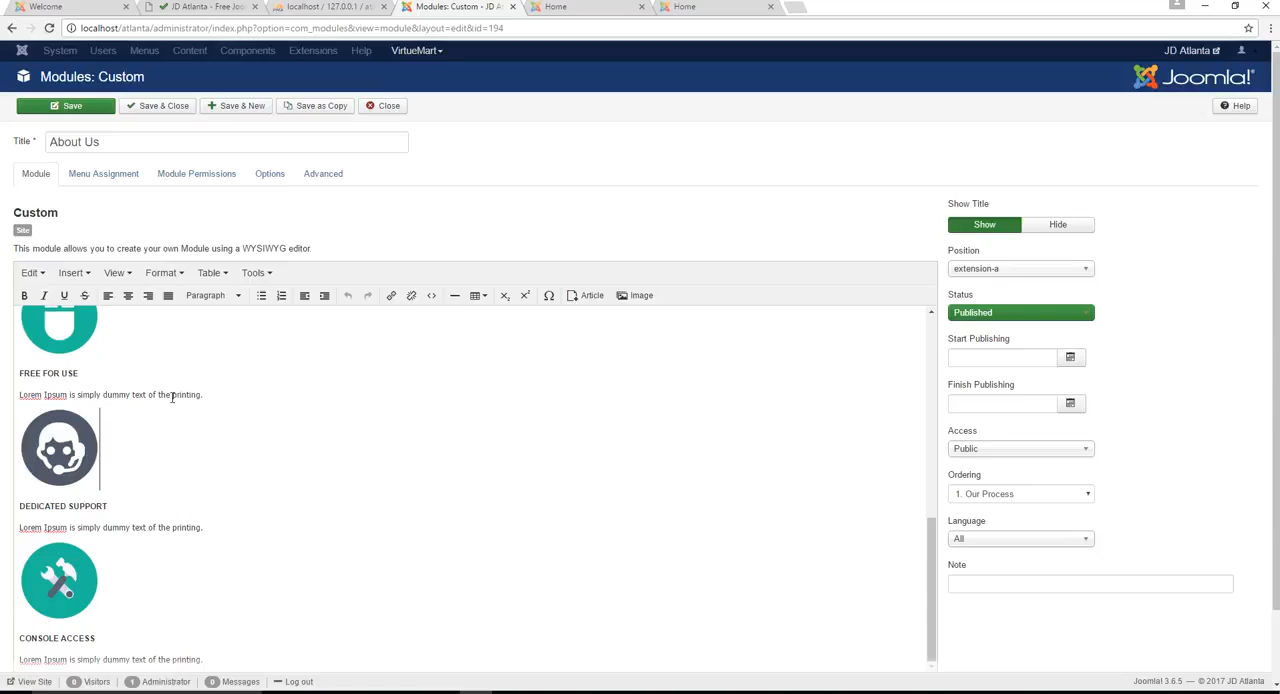 Welcome
JD Atlanta - Free Joo
localhost / 127.0.0.1 / atl
Modules: Custom - JD A
Home
Home
localhost/atlanta/administrator/index.php?option=com_modules&view=module&layout=edit&id=194
System Users Menus Content Components Extensions Help VirtueMart
JD Atlanta
Modules: Custom
Joomla!®
Save
Save & Close
Save & New
Save as Copy
Close
Help
Title * About Us
Module Menu Assignment Module Permissions Options Advanced
Custom
Site
This module allows you to create your own Module using a WYSIWYG editor.
Edit Insert View Format Table Tools
B I U S Paragraph Article Image
FREE FOR USE
Lorem Ipsum is simply dummy text of the printing.
DEDICATED SUPPORT
Lorem Ipsum is simply dummy text of the printing.
CONSOLE ACCESS
Lorem Ipsum is simply dummy text of the printing.
Show Title
Show Hide
Position
extension-a
Status
Published
Start Publishing
Finish Publishing
Access
Public
Ordering
1. Our Process
Language
All
Note
View Site 0 Visitors 1 Administrator 0 Messages Log out
Joomla! 3.6.5 — © 2017 JD Atlanta